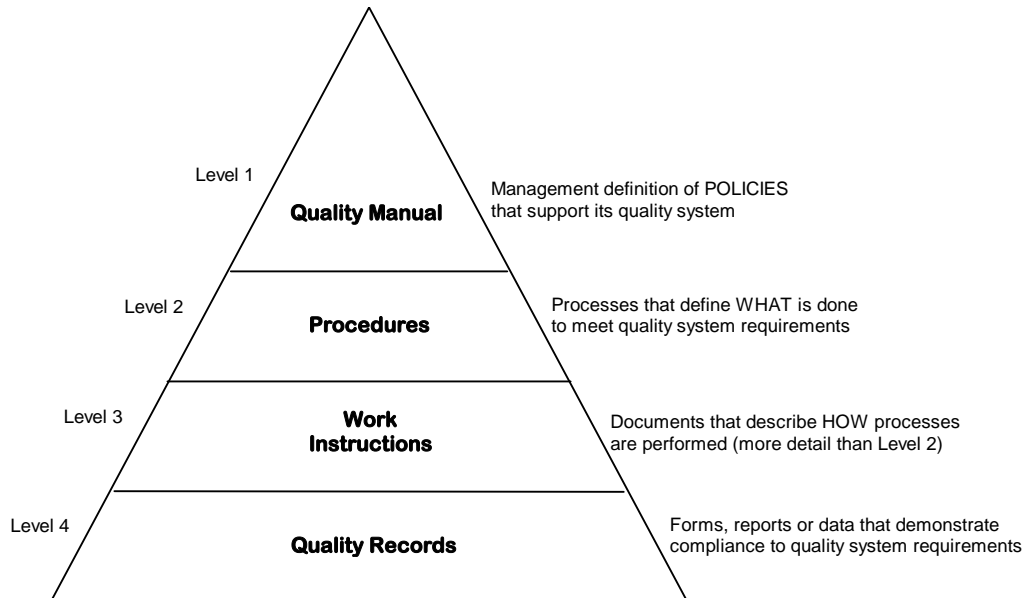 Level 1
Quality Manual
Management definition of POLICIES
that support its quality system
Level 2
Procedures
Processes that define WHAT is done
to meet quality system requirements
Level 3
Work
Instructions
Documents that describe HOW processes
are performed (more detail than Level 2)
Level 4
Quality Records
Forms, reports or data that demonstrate
compliance to quality system requirements